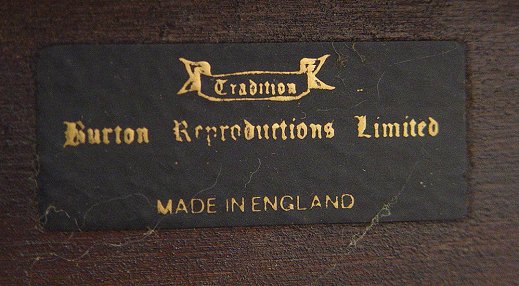 Tradition
Burton Reproductions Limited
MADE IN ENGLAND